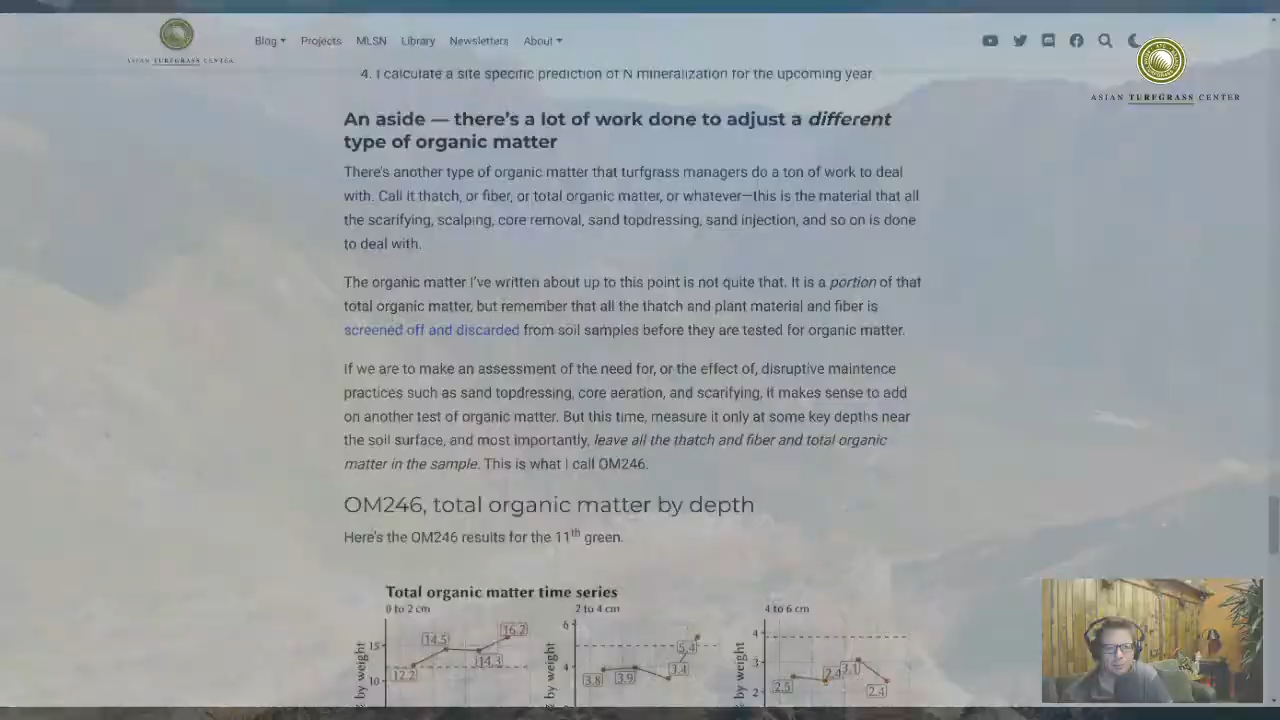 Blog Projects MLSN Library Newsletters About
ASIAN TURFGRASS CENTER
ASIAN TURFGRASS CENTER
4. I calculate a site specific prediction of N mineralization for the upcoming year.
An aside — there's a lot of work done to adjust a different
type of organic matter
There's another type of organic matter that turfgrass managers do a ton of work to deal
with. Call it thatch, or fiber, or total organic matter, or whatever—this is the material that all
the scarifying, scalping, core removal, sand topdressing, sand injection, and so on is done
to deal with.
The organic matter I've written about up to this point is not quite that. It is a portion of that
total organic matter, but remember that all the thatch and plant material and fiber is
screened off and discarded from soil samples before they are tested for organic matter.
If we are to make an assessment of the need for, or the effect of, disruptive maintence
practices such as sand topdressing, core aeration, and scarifying, it makes sense to add
on another test of organic matter. But this time, measure it only at some key depths near
the soil surface, and most importantly, leave all the thatch and fiber and total organic
matter in the sample. This is what I call OM246.
OM246, total organic matter by depth
Here's the OM246 results for the 11th green.
Total organic matter time series
0 to 2 cm
2 to 4 cm
4 to 6 cm
15
10
by weight
12.2
14.5
14.3
16.2
6
4
by weight
3.8
3.9
3.4
5.4
4
3
2
by weight
2.5
2.4
3.1
2.4